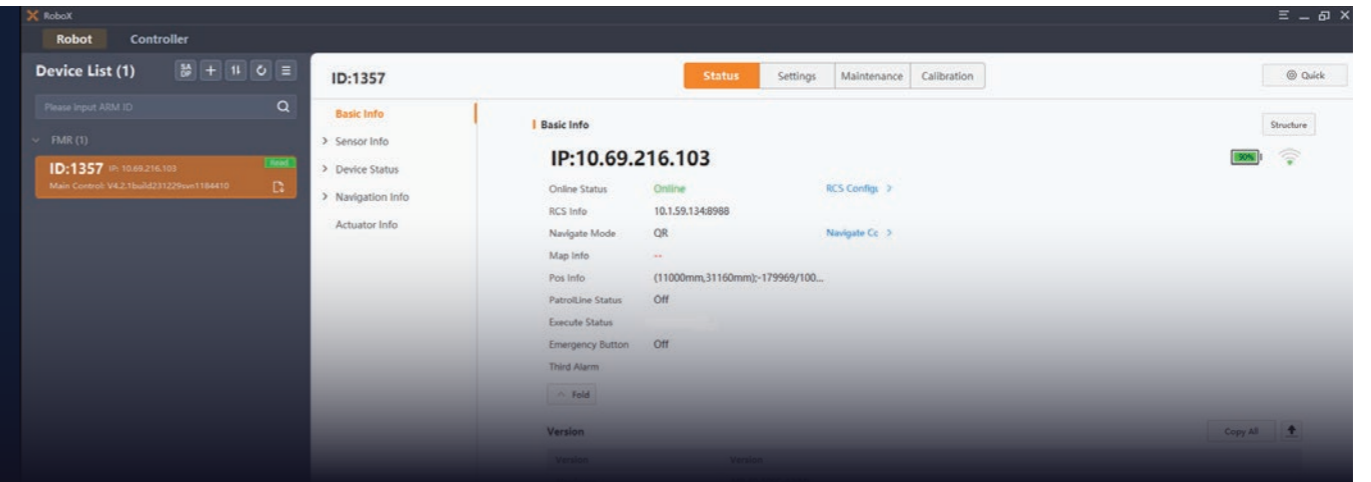 RoboX
Robot Controller
Device List (1)
SA
DP
Please input ARM ID
FMR (1)
ID:1357 IP: 10.69.216.103 Read
Main Control: V4.2.1build231229svn1184410
ID:1357
Status Settings Maintenance Calibration
Quick
Basic Info
Sensor Info
Device Status
Navigation Info
Actuator Info
Basic Info
Structure
IP:10.69.216.103
90%
Online Status Online RCS Config
RCS Info 10.1.59.134:8988
Navigate Mode QR Navigate Cc
Map Info --
Pos Info (11000mm,31160mm);-179969/100...
PatrolLine Status Off
Execute Status
Emergency Button Off
Third Alarm
Fold
Version
Copy All
Version Version